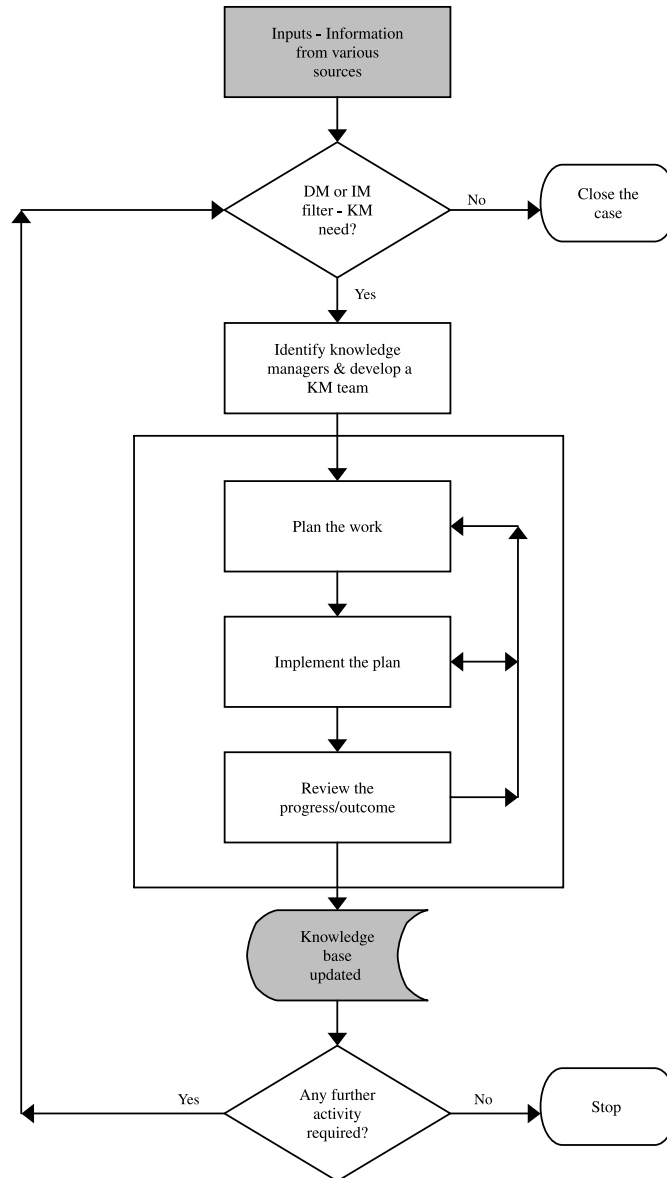 Inputs - Information
from various
sources
DM or IM
filter - KM
need?
No
Close the
case
Yes
Identify knowledge
managers & develop a
KM team
Plan the work
Implement the plan
Review the
progress/outcome
Knowledge
base
updated
Yes
Any further
activity
required?
No
Stop